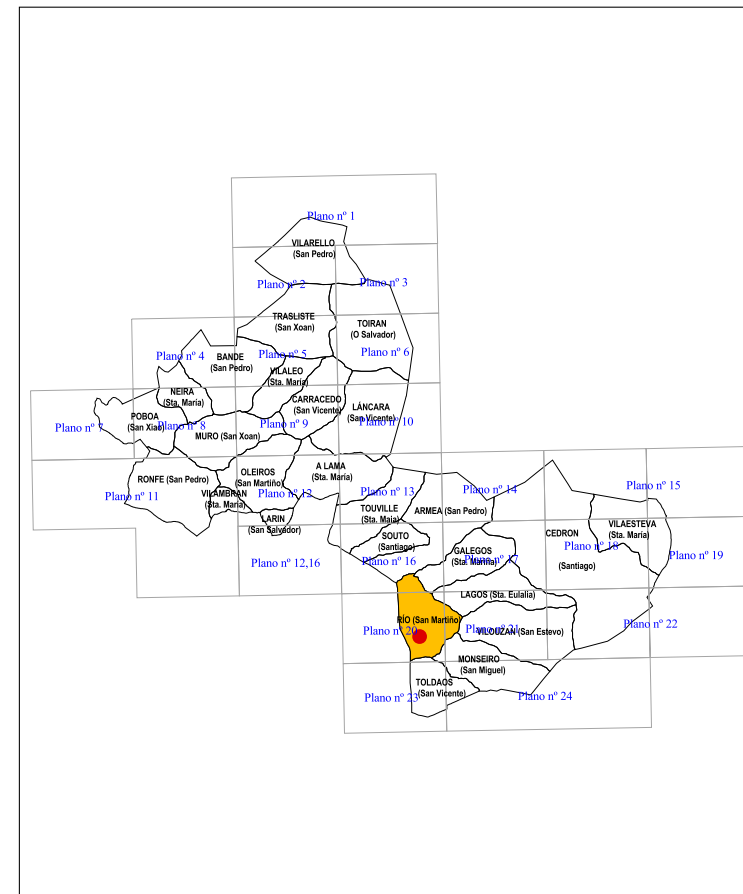 Plano nº 1
VILARELLO
(San Pedro)
Plano nº 2
Plano nº 3
TRASLISTE
(San Xoan)
TOIRAN
(O Salvador)
Plano nº 4
BANDE
(San Pedro)
Plano nº 5
Plano nº 6
VILALEO
(Sta. María)
NEIRA
(Sta. María)
CARRACEDO
(San Vicente)
LÁNCARA
(San Vicente)
Plano nº 7
POBOA
(San Xiao)
Plano nº 8
Plano nº 9
Plano nº 10
MURO (San Xoan)
RONFE (San Pedro)
OLEIROS
(San Martiño)
A LAMA
(Sta. María)
Plano nº 11
VILAMBRAN
(Sta. María)
Plano nº 12
Plano nº 13
Plano nº 14
Plano nº 15
LARIN
(San Salvador)
TOUVILLE
(Sta. Maia)
ARMEA (San Pedro)
CEDRON
(Santiago)
VILAESTEVA
(Sta. María)
SOUTO
(Santiago)
Plano nº 12,16
Plano nº 16
GALEGOS
(Sta. Mariña)
Plano nº 17
Plano nº 18
Plano nº 19
LAGOS (Sta. Eulalia)
RÍO (San Martiño)
Plano nº 20
Plano nº 21
VILOUZAN (San Estevo)
Plano nº 22
MONSEIRO
(San Miguel)
TOLDAOS
(San Vicente)
Plano nº 23
Plano nº 24